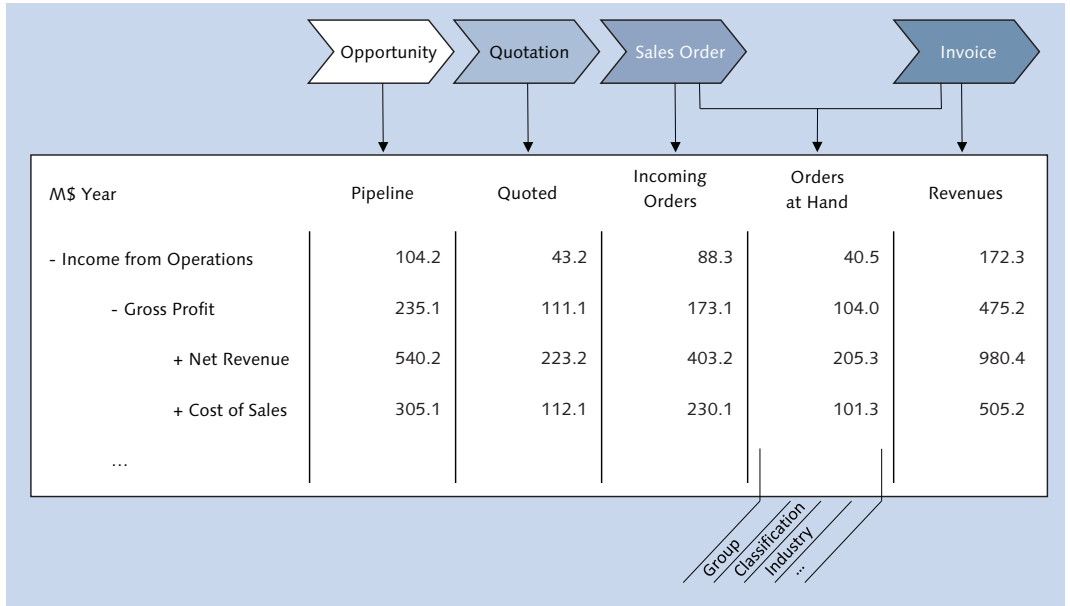 Opportunity
Quotation
Sales Order
Invoice
M$ Year
Pipeline
Quoted
Incoming
Orders
Orders
at Hand
Revenues
- Income from Operations 104.2 43.2 88.3 40.5 172.3
- Gross Profit 235.1 111.1 173.1 104.0 475.2
+ Net Revenue 540.2 223.2 403.2 205.3 980.4
+ Cost of Sales 305.1 112.1 230.1 101.3 505.2
...
Group
Classification
Industry
...